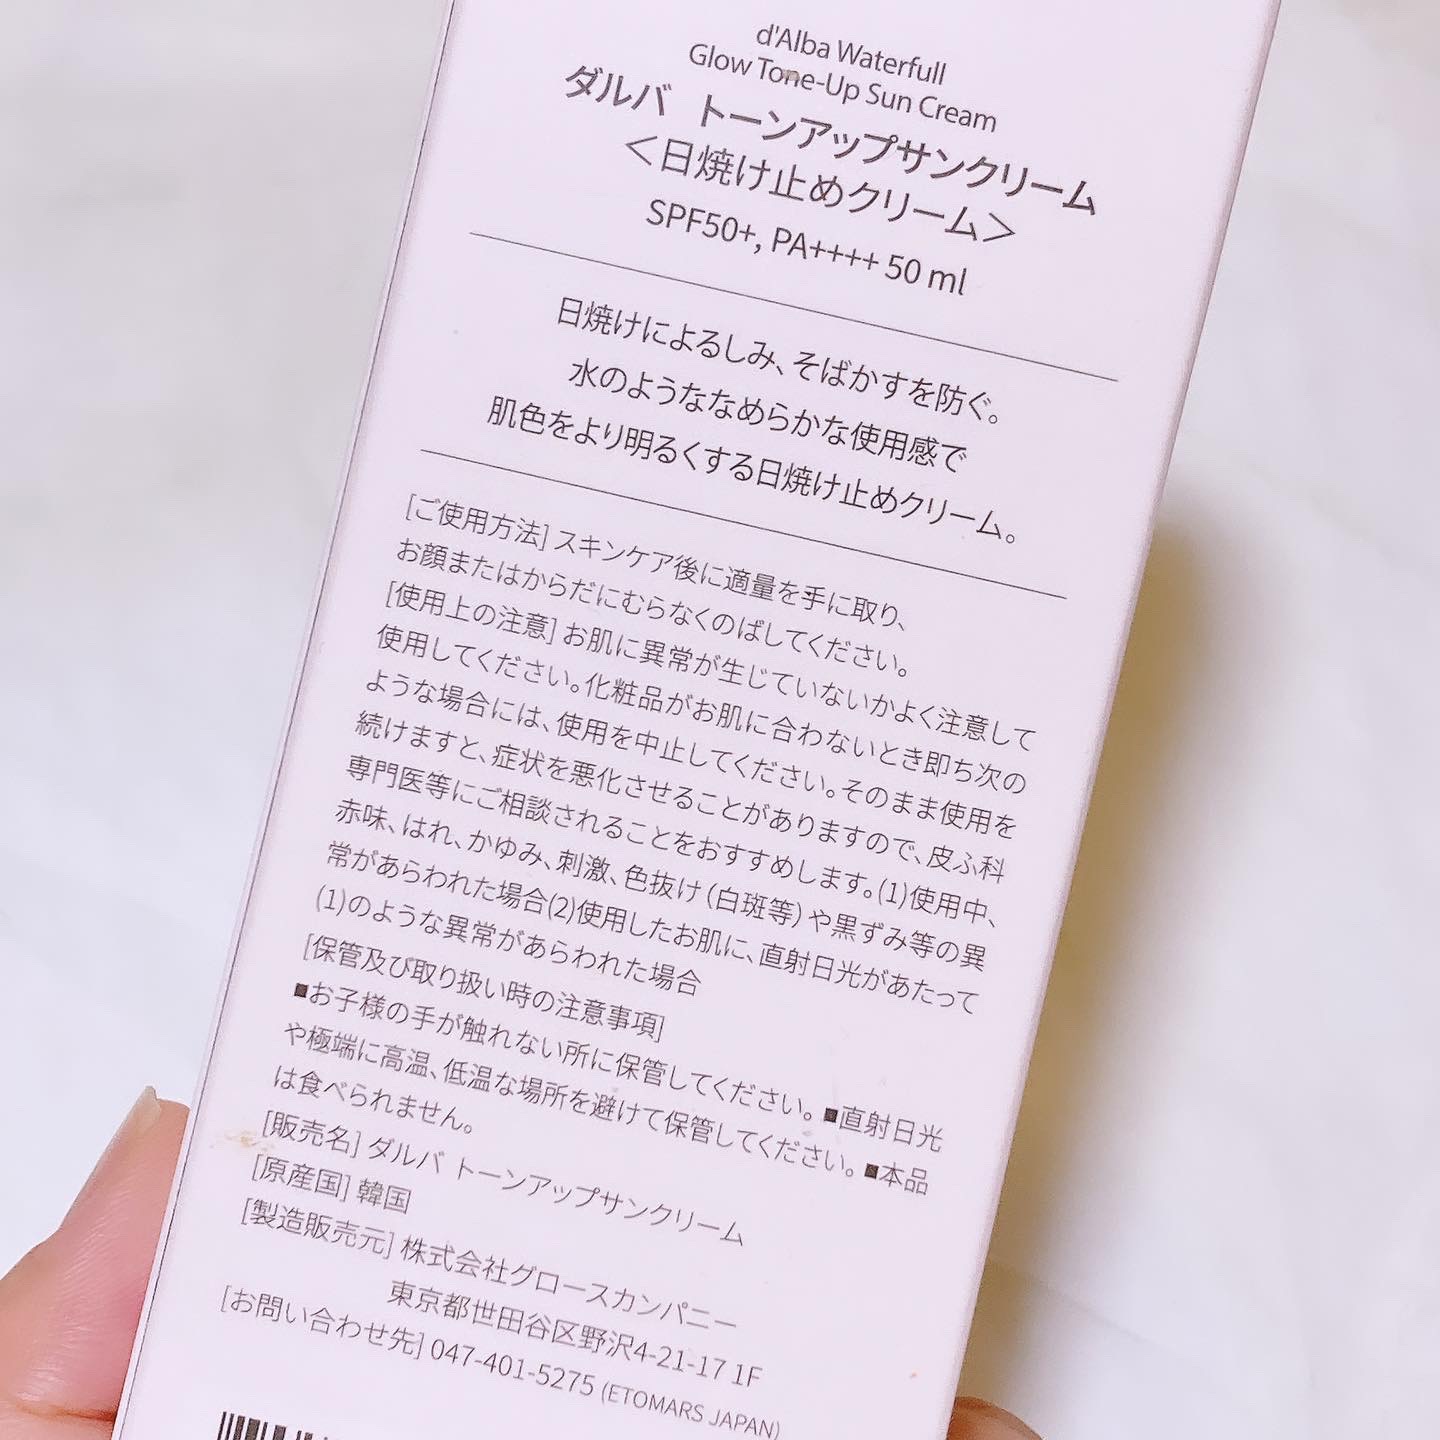 d'Alba Waterfull
Glow Tone-Up Sun Cream
ダルバ トーンアップサンクリーム
＜日焼け止めクリーム＞
SPF50+, PA++++ 50 ml
日焼けによるしみ、そばかすを防ぐ。
水のようななめらかな使用感で
肌色をより明るくする日焼け止めクリーム。
[ご使用方法] スキンケア後に適量を手に取り、
お顔またはからだにむらなくのばしてください。
[使用上の注意] お肌に異常が生じていないかよく注意して
使用してください。化粧品がお肌に合わないとき即ち次の
ような場合には、使用を中止してください。そのまま使用を
続けますと、症状を悪化させることがありますので、皮ふ科
専門医等にご相談されることをおすすめします。(1)使用中、
赤味、はれ、かゆみ、刺激、色抜け (白斑等) や黒ずみ等の異
常があらわれた場合(2)使用したお肌に、直射日光があたって
(1)のような異常があらわれた場合
[保管及び取り扱い時の注意事項]
■お子様の手が触れない所に保管してください。■直射日光
や極端に高温、低温な場所を避けて保管してください。■本品
は食べられません。
[販売名] ダルバ トーンアップサンクリーム
[原産国] 韓国
[製造販売元] 株式会社グロースカンパニー
東京都世田谷区野沢4-21-17 1F
[お問い合わせ先] 047-401-5275 (ETOMARS JAPAN)